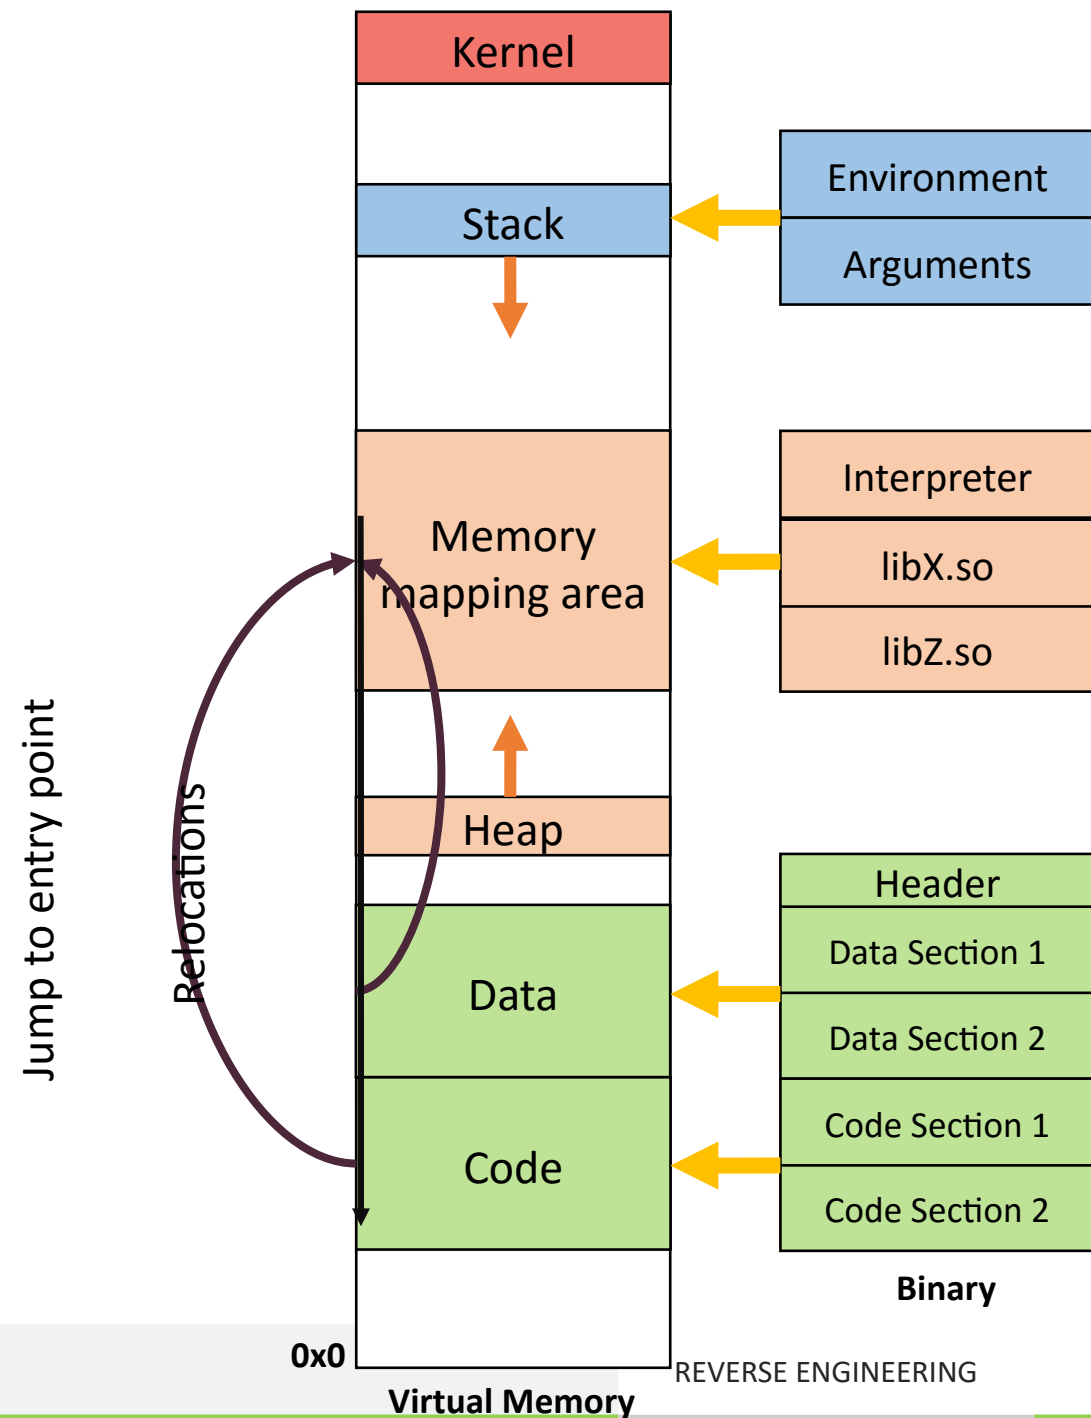 Kernel
Environment
Stack
Arguments
Interpreter
Memory
mapping area
libX.so
libZ.so
Jump to entry point
Relocations
Heap
Header
Data Section 1
Data
Data Section 2
Code Section 1
Code
Code Section 2
Binary
0x0
REVERSE ENGINEERING
Virtual Memory